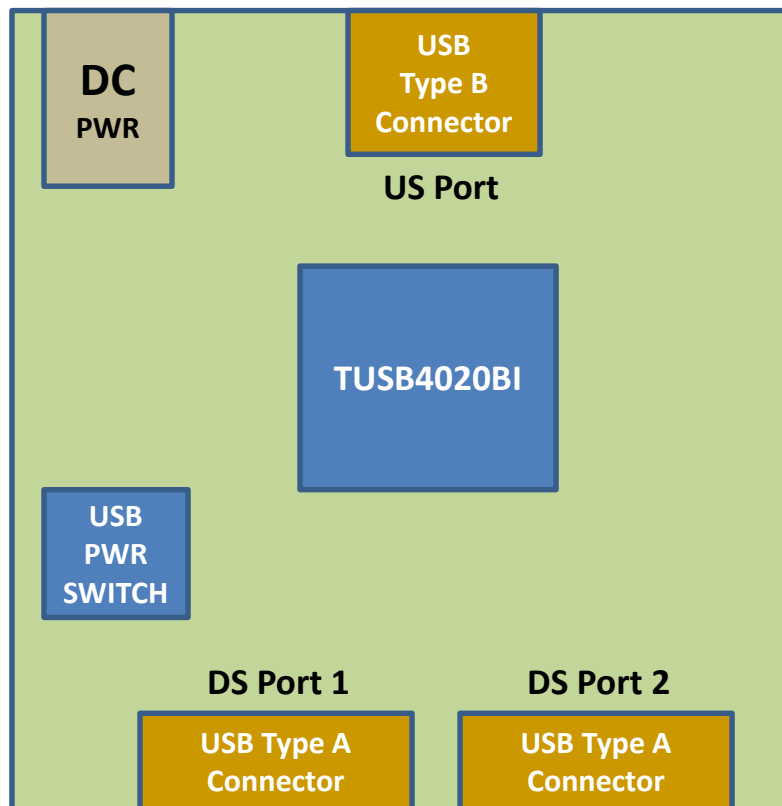 DC
PWR
USB
Type B
Connector
US Port
TUSB4020BI
USB
PWR
SWITCH
DS Port 1
DS Port 2
USB Type A
Connector
USB Type A
Connector